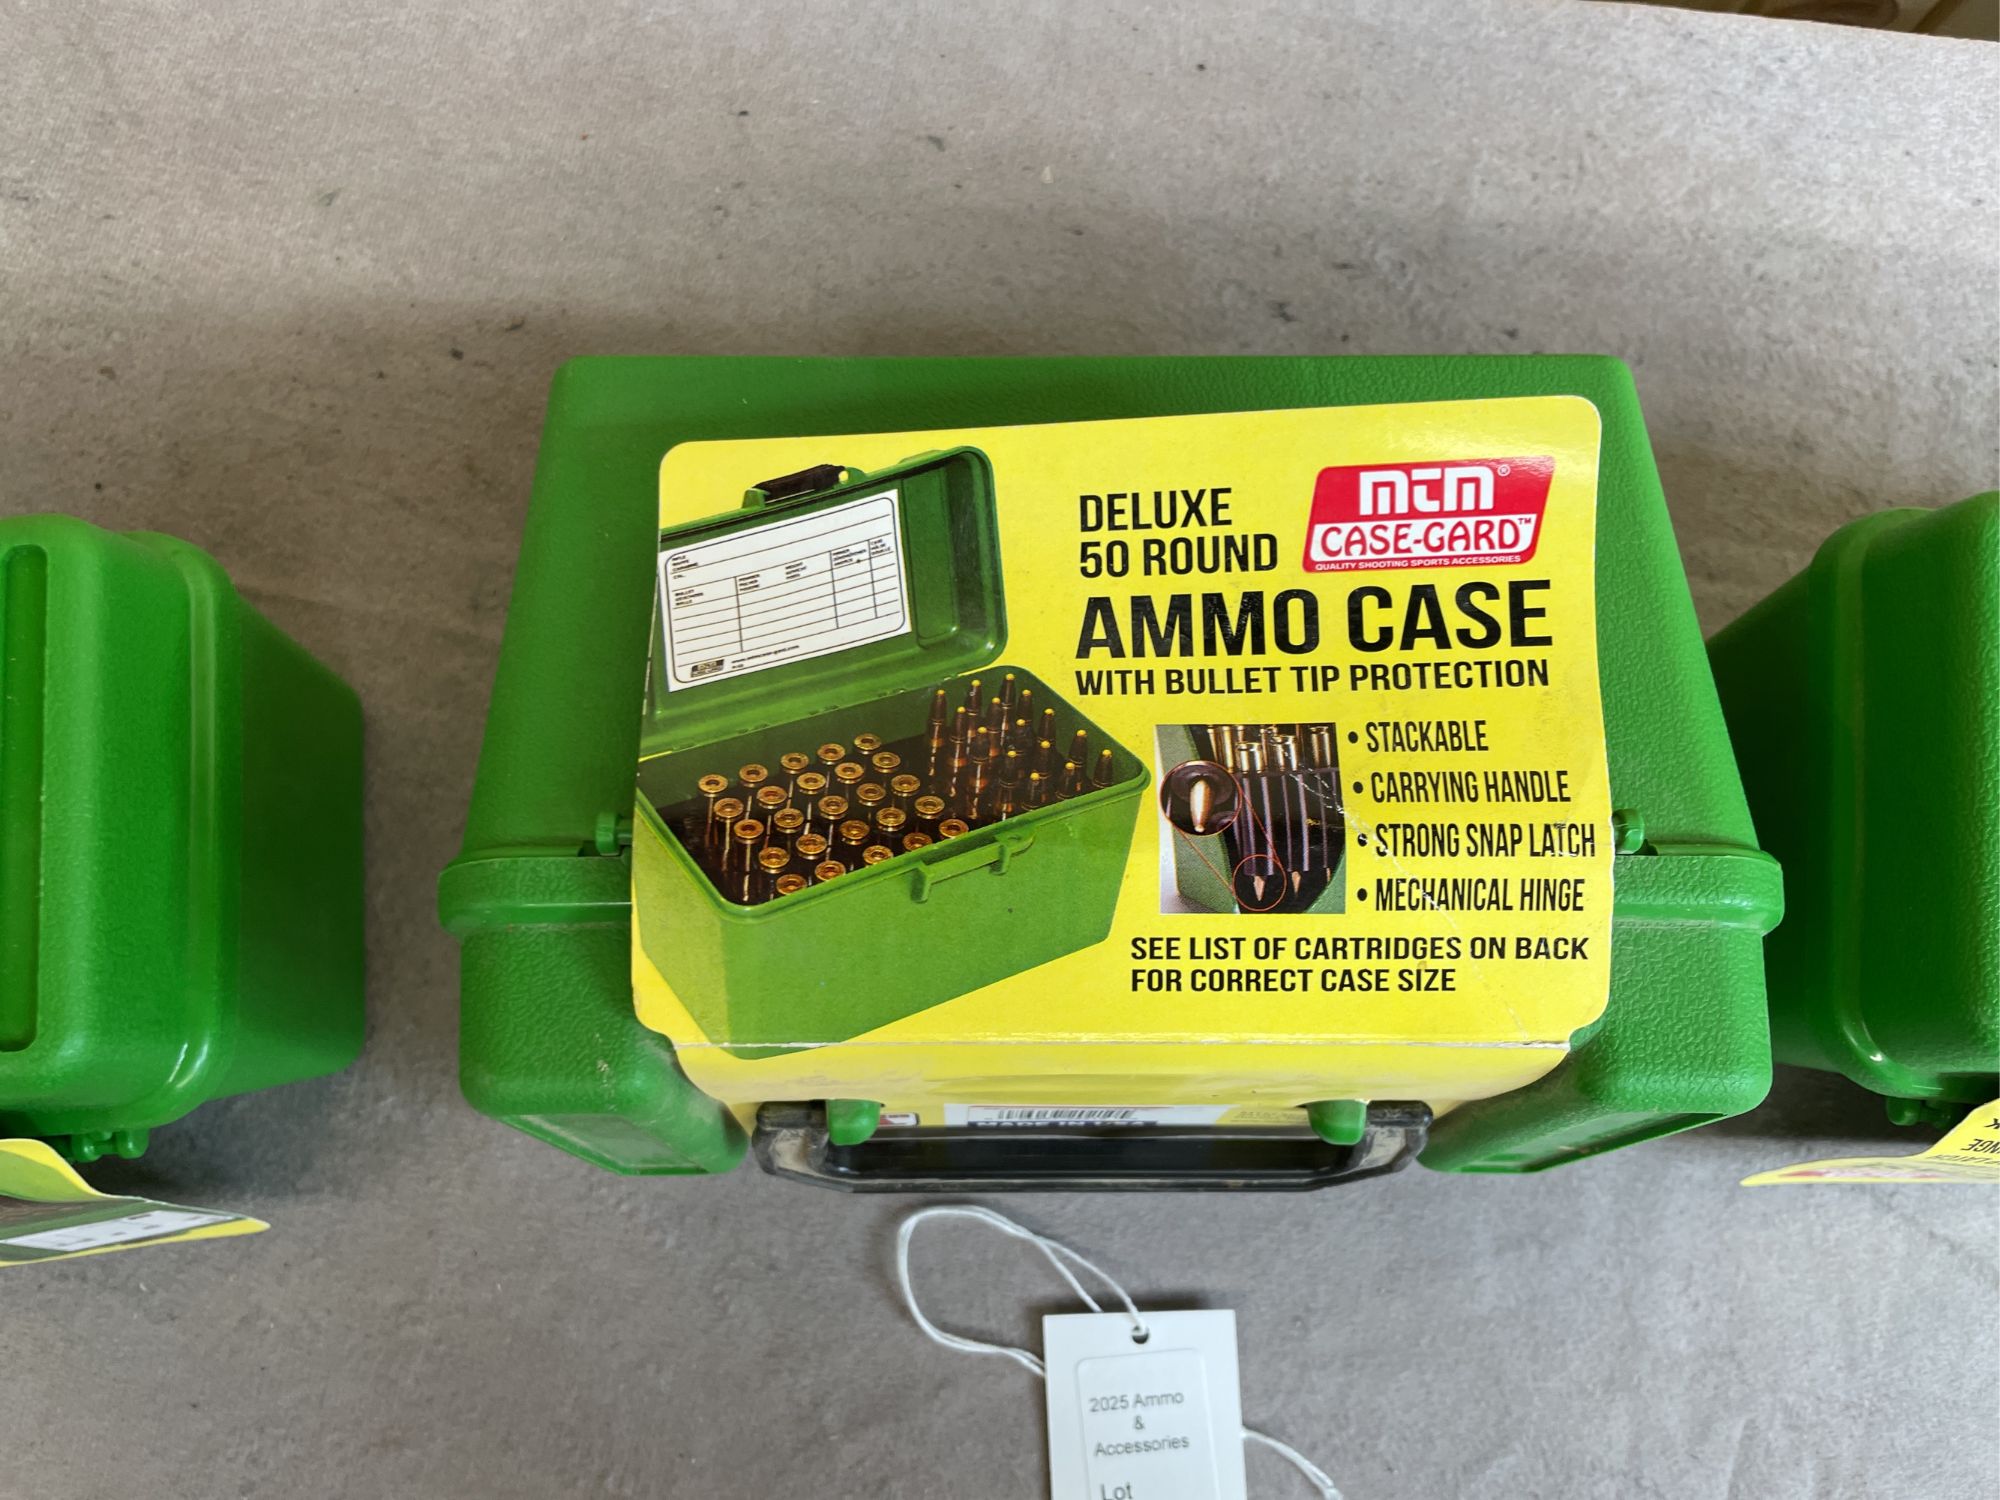 DELUXE
50 ROUND
AMMO CASE
WITH BULLET TIP PROTECTION
mtm®
CASE-GARD™
QUALITY SHOOTING SPORTS ACCESSORIES
• STACKABLE
• CARRYING HANDLE
• STRONG SNAP LATCH
• MECHANICAL HINGE
SEE LIST OF CARTRIDGES ON BACK
FOR CORRECT CASE SIZE
MADE IN USA
2025 Ammo
&
Accessories
Lot